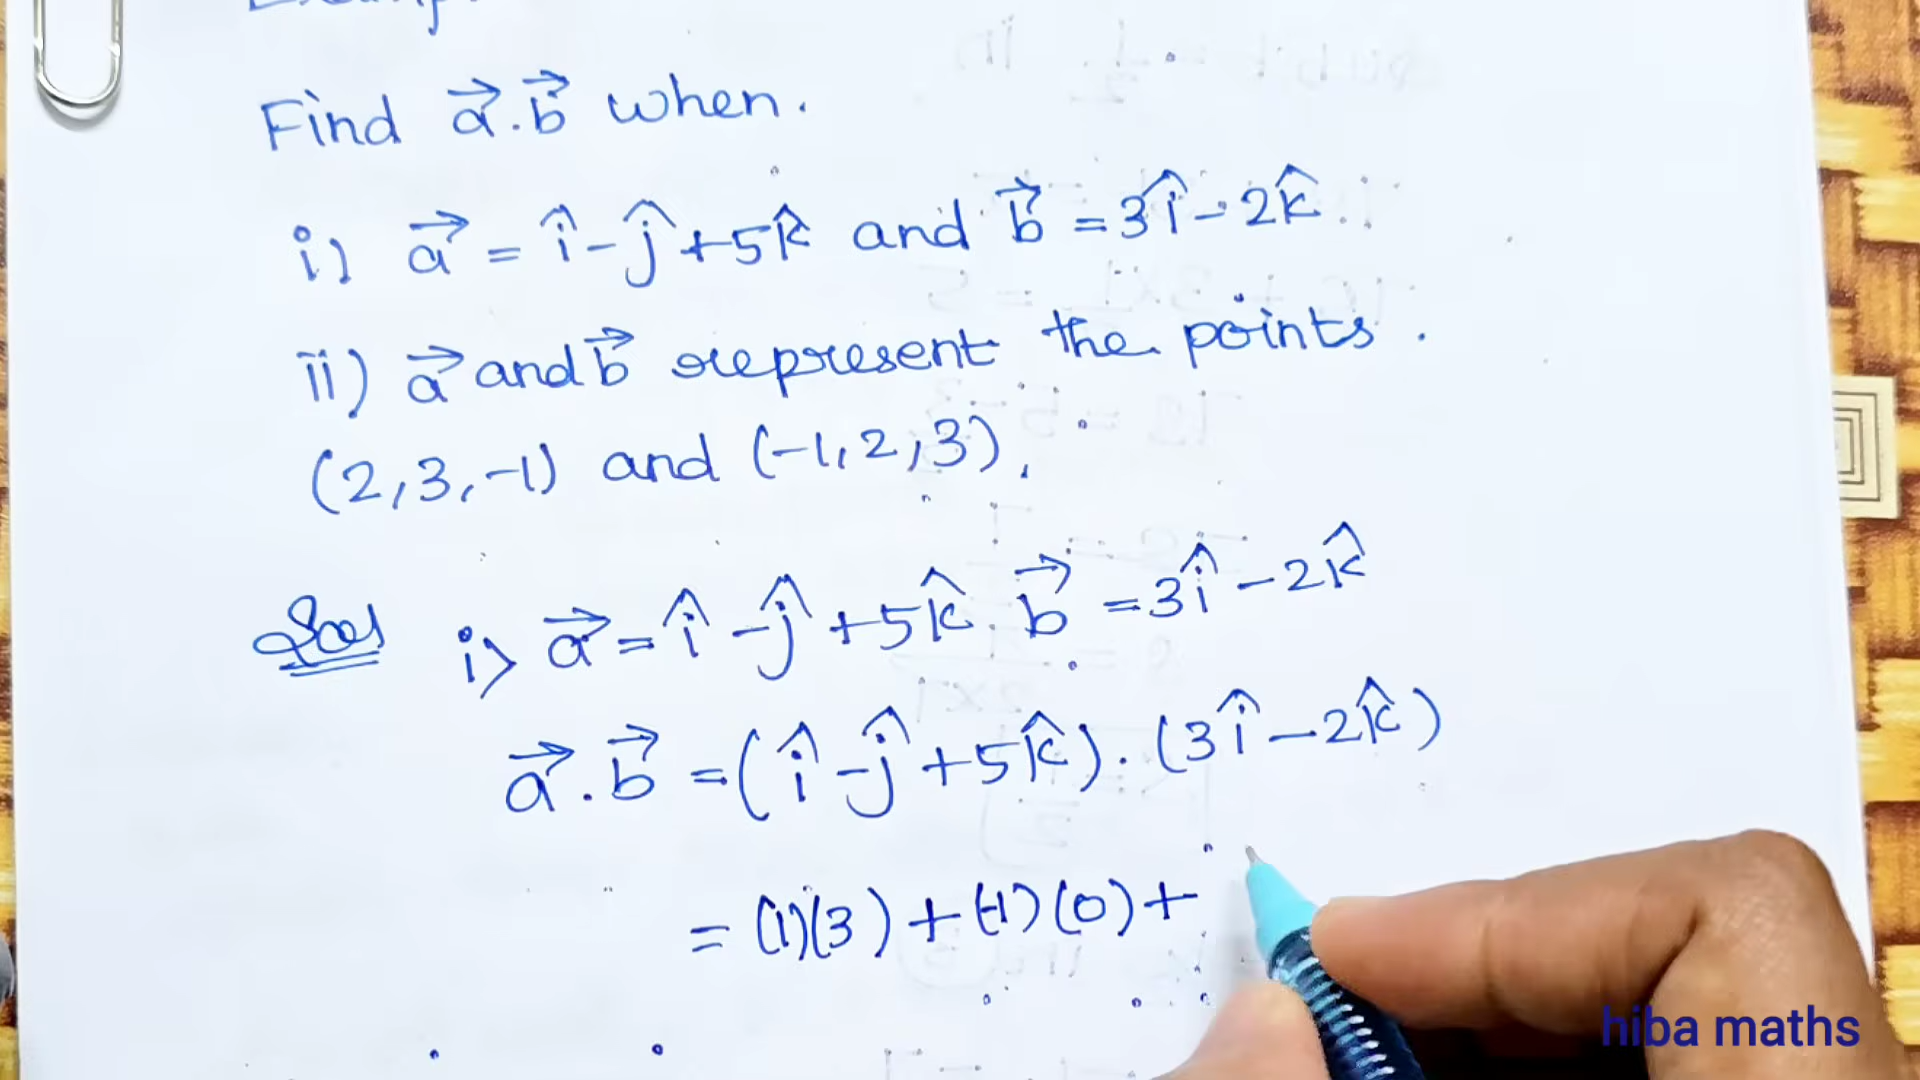 Find a⃗.b⃗ when.
i) a⃗ = î-ĵ+5k̂ and b⃗ =3î-2k̂
ii) a⃗ and b⃗ represent the points.
(2,3,-1) and (-1,2,3).
i) a⃗ = î -ĵ +5k̂. b⃗ =3î -2k̂
a⃗.b⃗ =(î -ĵ +5k̂).(3î-2k̂)
= (1)(3)+(-1)(0)+
hiba maths